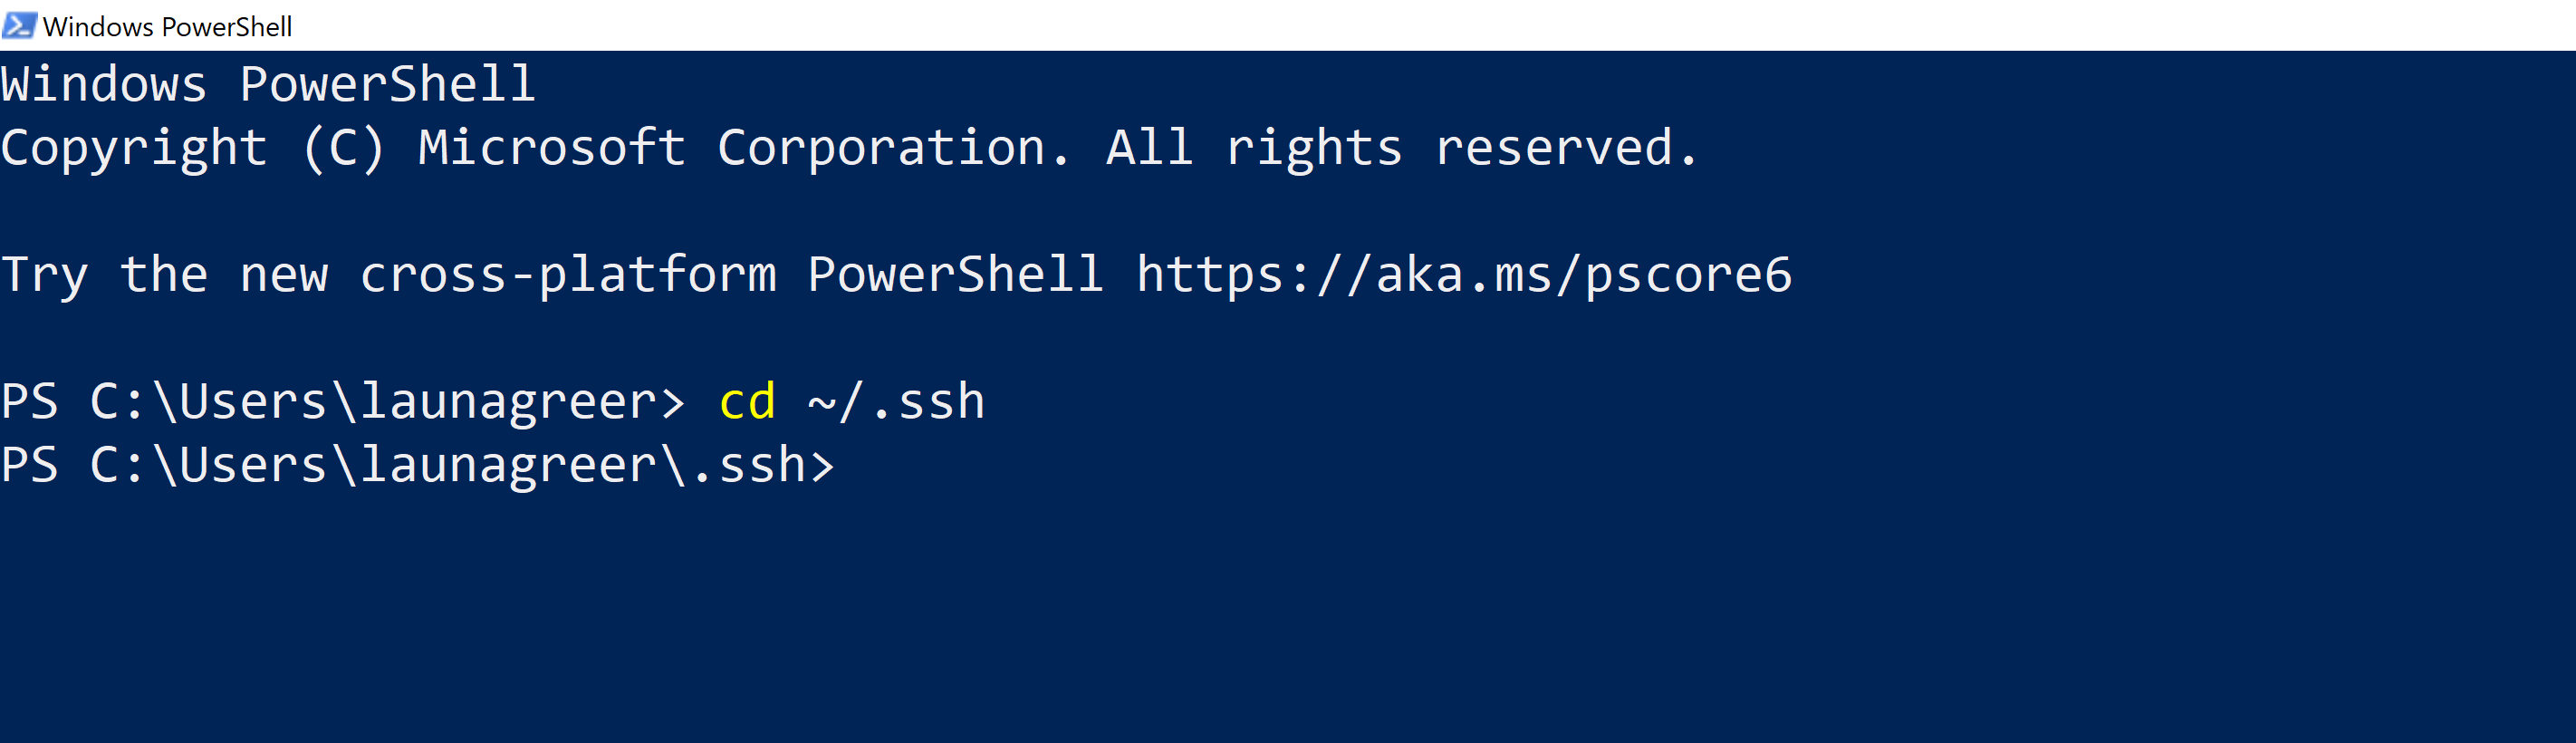 Windows PowerShell
Windows PowerShell
Copyright (C) Microsoft Corporation. All rights reserved.
Try the new cross-platform PowerShell https://aka.ms/pscore6
PS C:\Users\launagreer> cd ~/.ssh
PS C:\Users\launagreer\.ssh>